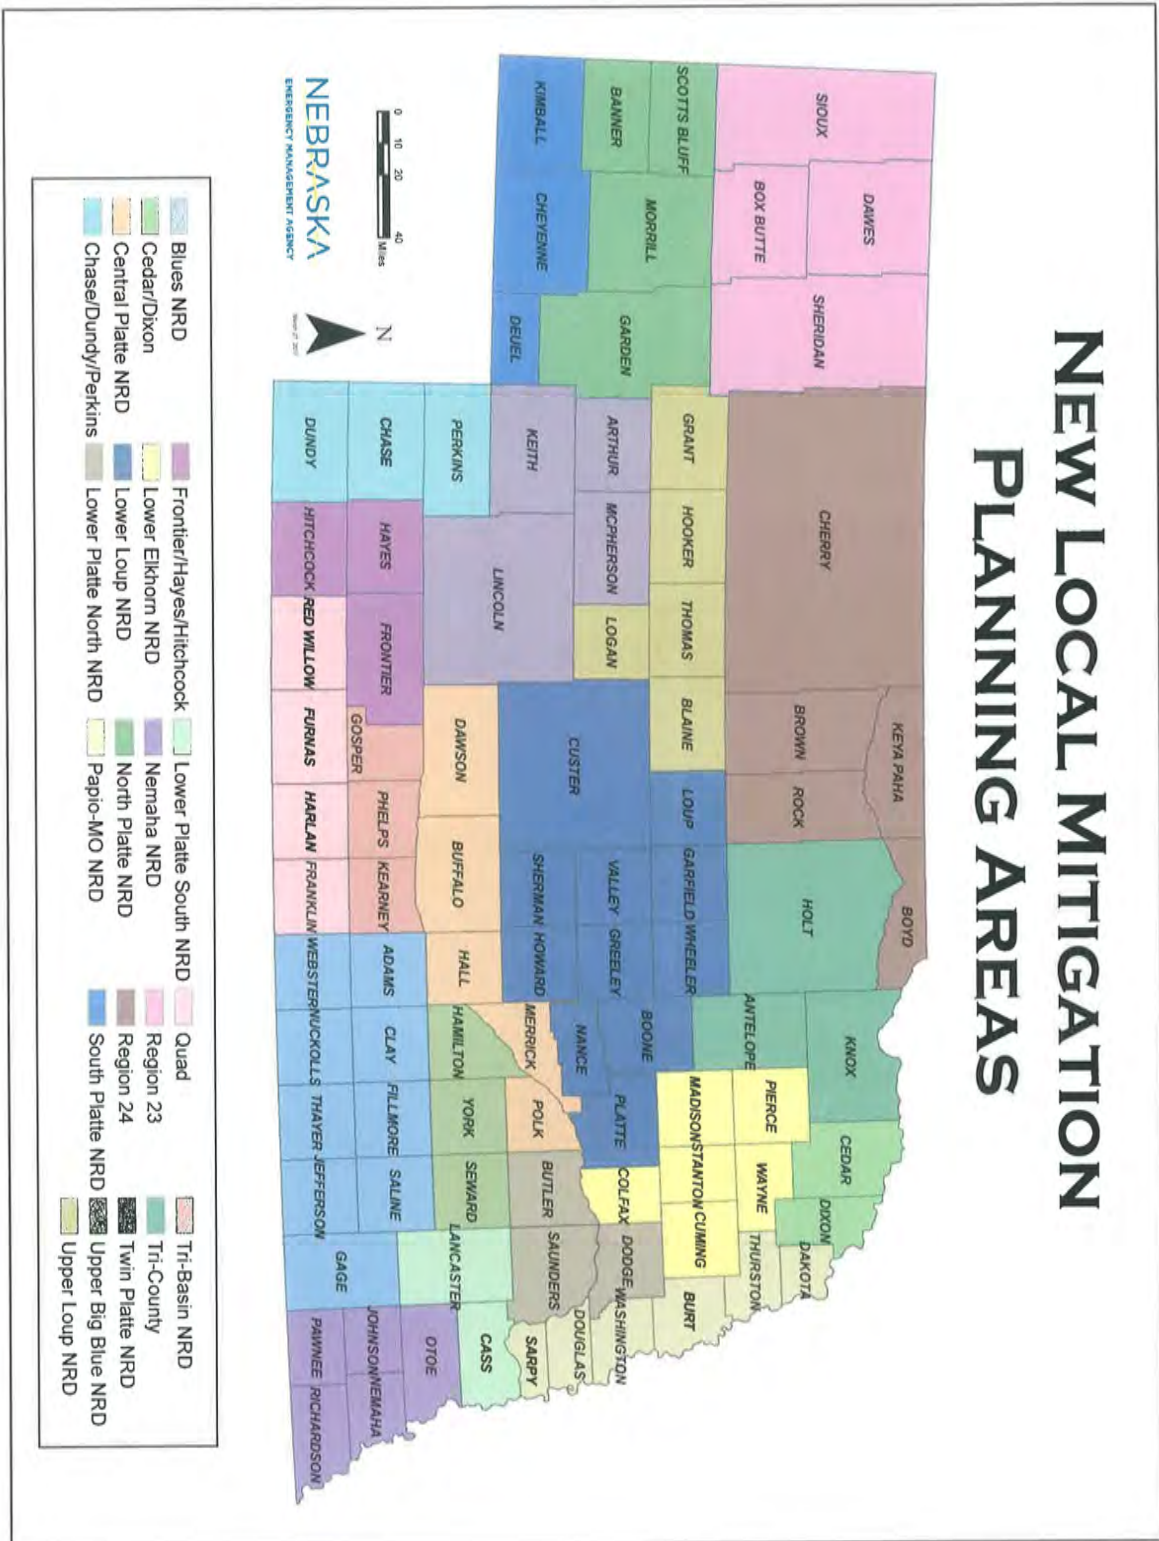 NEW LOCAL MITIGATION
PLANNING AREAS
SIOUX
DAWES
BOX BUTTE
SHERIDAN
SCOTTS BLUFF
BANNER
MORRILL
GARDEN
KIMBALL
CHEYENNE
DEUEL
CHERRY
KEYA PAHA
BROWN
ROCK
BOYD
HOLT
KNOX
ANTELOPE
PIERCE
CEDAR
DIXON
DAKOTA
WAYNE
THURSTON
GRANT
HOOKER
THOMAS
BLAINE
LOUP
GARFIELD
WHEELER
MADISON
STANTON
CUMING
BURT
ARTHUR
MCPHERSON
LOGAN
CUSTER
VALLEY
GREELEY
BOONE
NANCE
PLATTE
COLFAX
DODGE
WASHINGTON
KEITH
LINCOLN
SHERMAN
HOWARD
MERRICK
POLK
BUTLER
SAUNDERS
DOUGLAS
SARPY
PERKINS
DAWSON
BUFFALO
HALL
HAMILTON
YORK
SEWARD
LANCASTER
CASS
OTOE
CHASE
HAYES
FRONTIER
GOSPER
PHELPS
KEARNEY
ADAMS
CLAY
FILLMORE
SALINE
GAGE
JOHNSON
NEMAHA
DUNDY
HITCHCOCK
RED WILLOW
FURNAS
HARLAN
FRANKLIN
WEBSTER
NUCKOLLS
THAYER
JEFFERSON
PAWNEE
RICHARDSON
0 10 20 40
Miles
N
NEBRASKA
EMERGENCY MANAGEMENT AGENCY
Blues NRD
Cedar/Dixon
Central Platte NRD
Chase/Dundy/Perkins
Frontier/Hayes/Hitchcock
Lower Elkhorn NRD
Lower Loup NRD
Lower Platte North NRD
Lower Platte South NRD
Nemaha NRD
North Platte NRD
Papio-MO NRD
Quad
Region 23
Region 24
South Platte NRD
Tri-Basin NRD
Tri-County
Twin Platte NRD
Upper Big Blue NRD
Upper Loup NRD